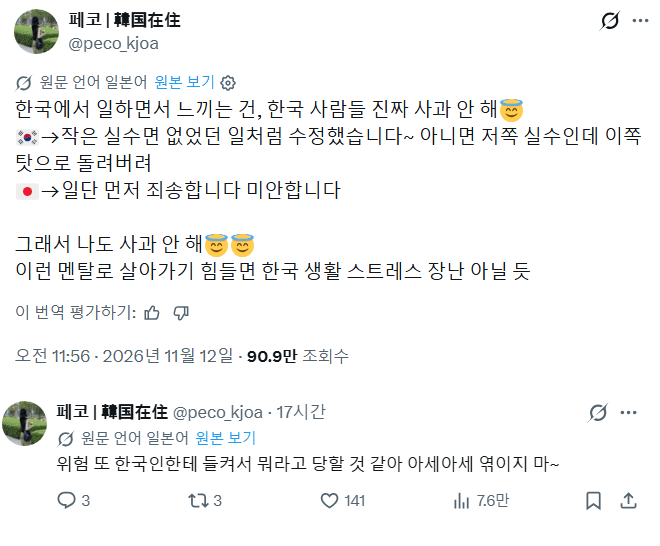 페코 | 韓国在住
@peco_kjoa
원문 언어 일본어 원본 보기
한국에서 일하면서 느끼는 건, 한국 사람들 진짜 사과 안 해😇
🇰🇷→작은 실수면 없었던 일처럼 수정했습니다~ 아니면 저쪽 실수인데 이쪽
탓으로 돌려버려
🇯🇵→일단 먼저 죄송합니다 미안합니다
그래서 나도 사과 안 해😇😇
이런 멘탈로 살아가기 힘들면 한국 생활 스트레스 장난 아닐 듯
이 번역 평가하기:
오전 11:56 · 2026년 11월 12일 · 90.9만 조회수
페코 | 韓国在住 @peco_kjoa · 17시간
원문 언어 일본어 원본 보기
위험 또 한국인한테 들켜서 뭐라고 당할 것 같아 아세아세 엮이지 마~
3 3 141 7.6만